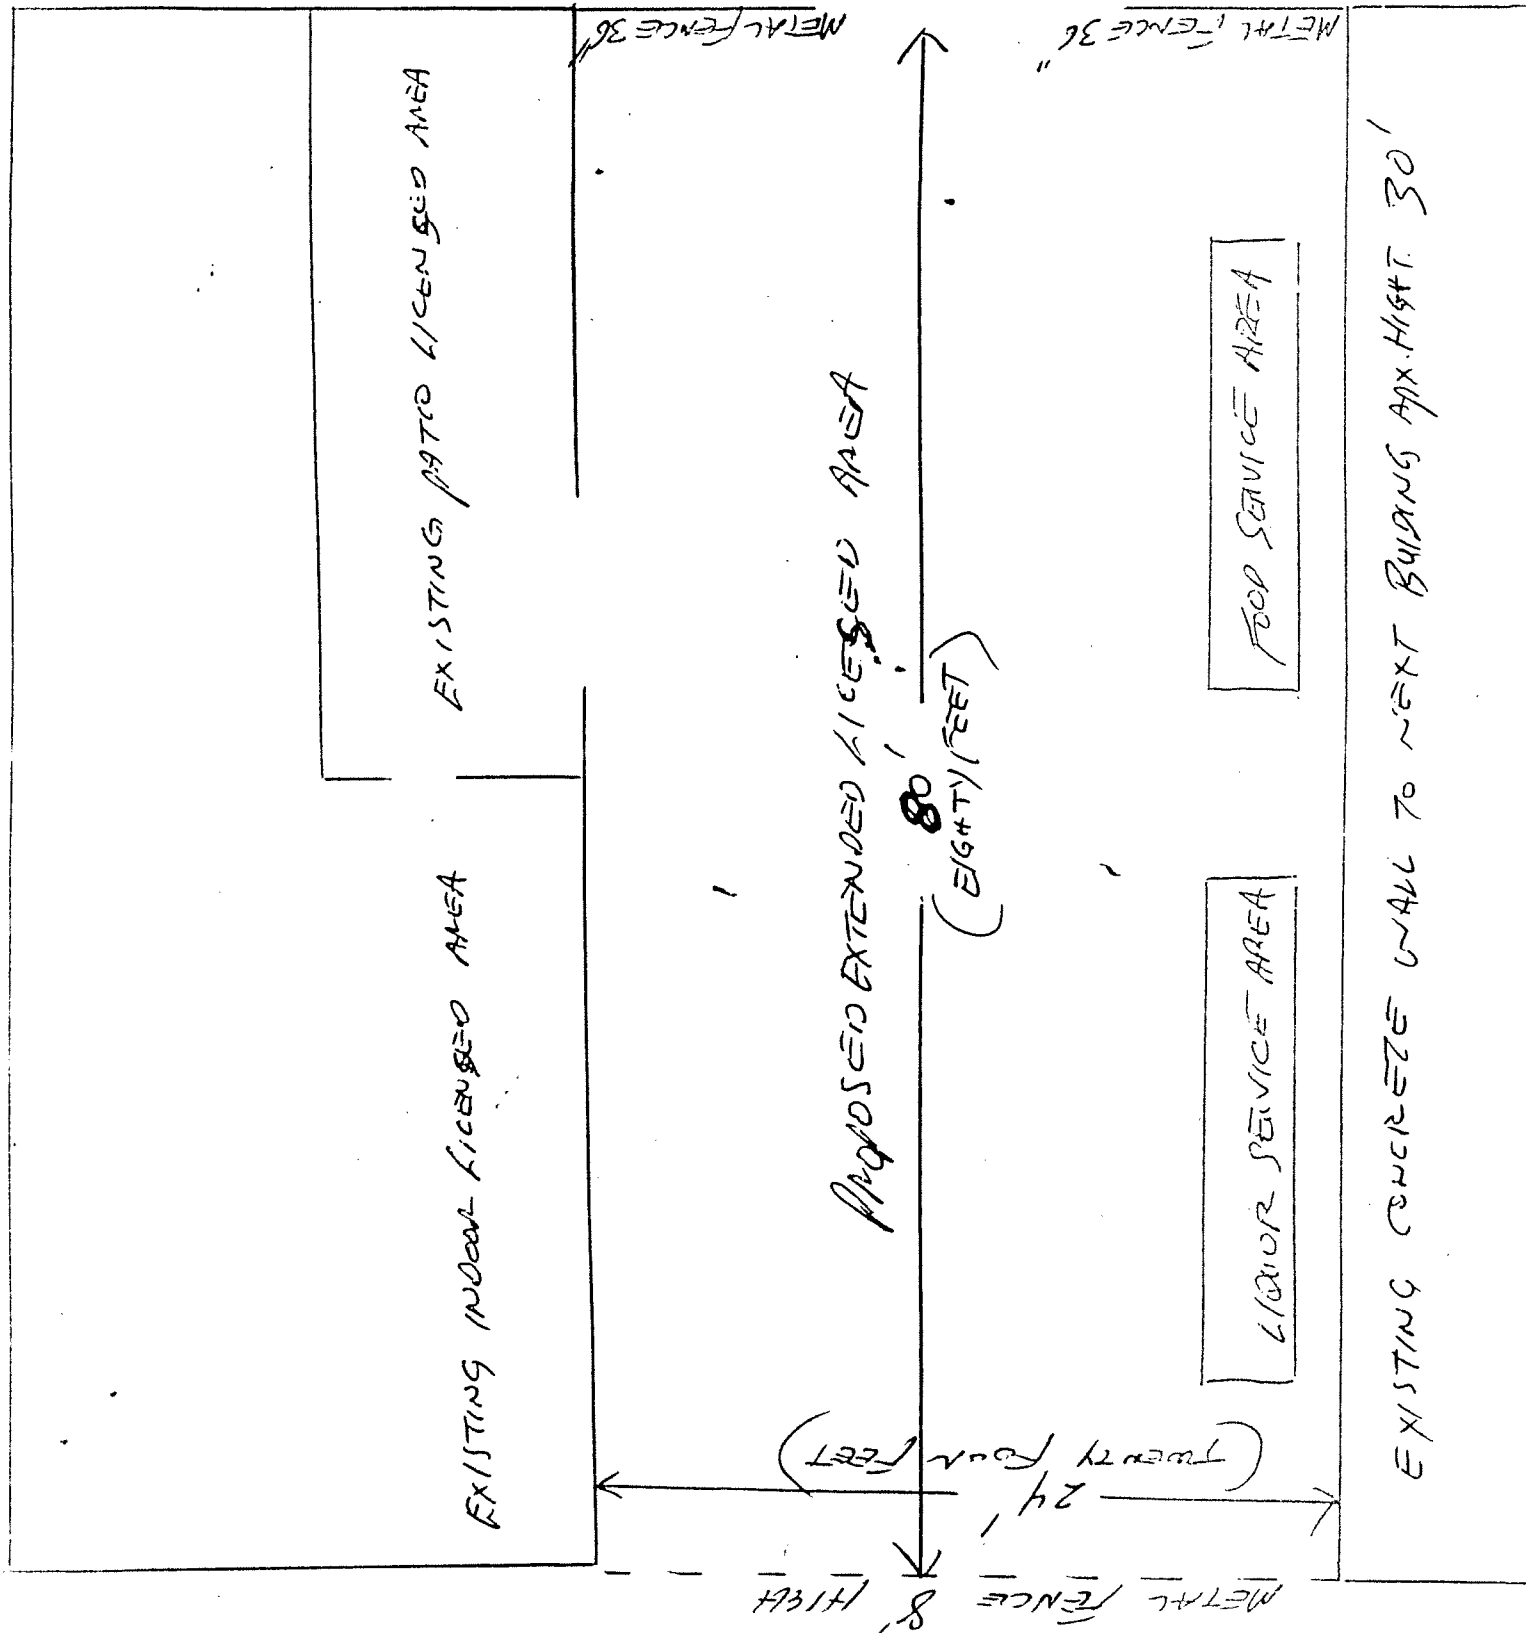 EXISTING INDOOR LICENSED AREA
EXISTING PATIO LICENSED AREA
METAL FENCE 36"
METAL FENCE 36"
PROPOSED EXTENDED LICESED AREA
80'
(EIGHTY FEET)
24'
(TWENTY FOUR FEET)
METAL FENCE 8' HIGH
LIQUOR SERVICE AREA
FOOD SERVICE AREA
EXISTING CONCRETE WALL TO NEXT BUIDING APX. HIGHT 30'